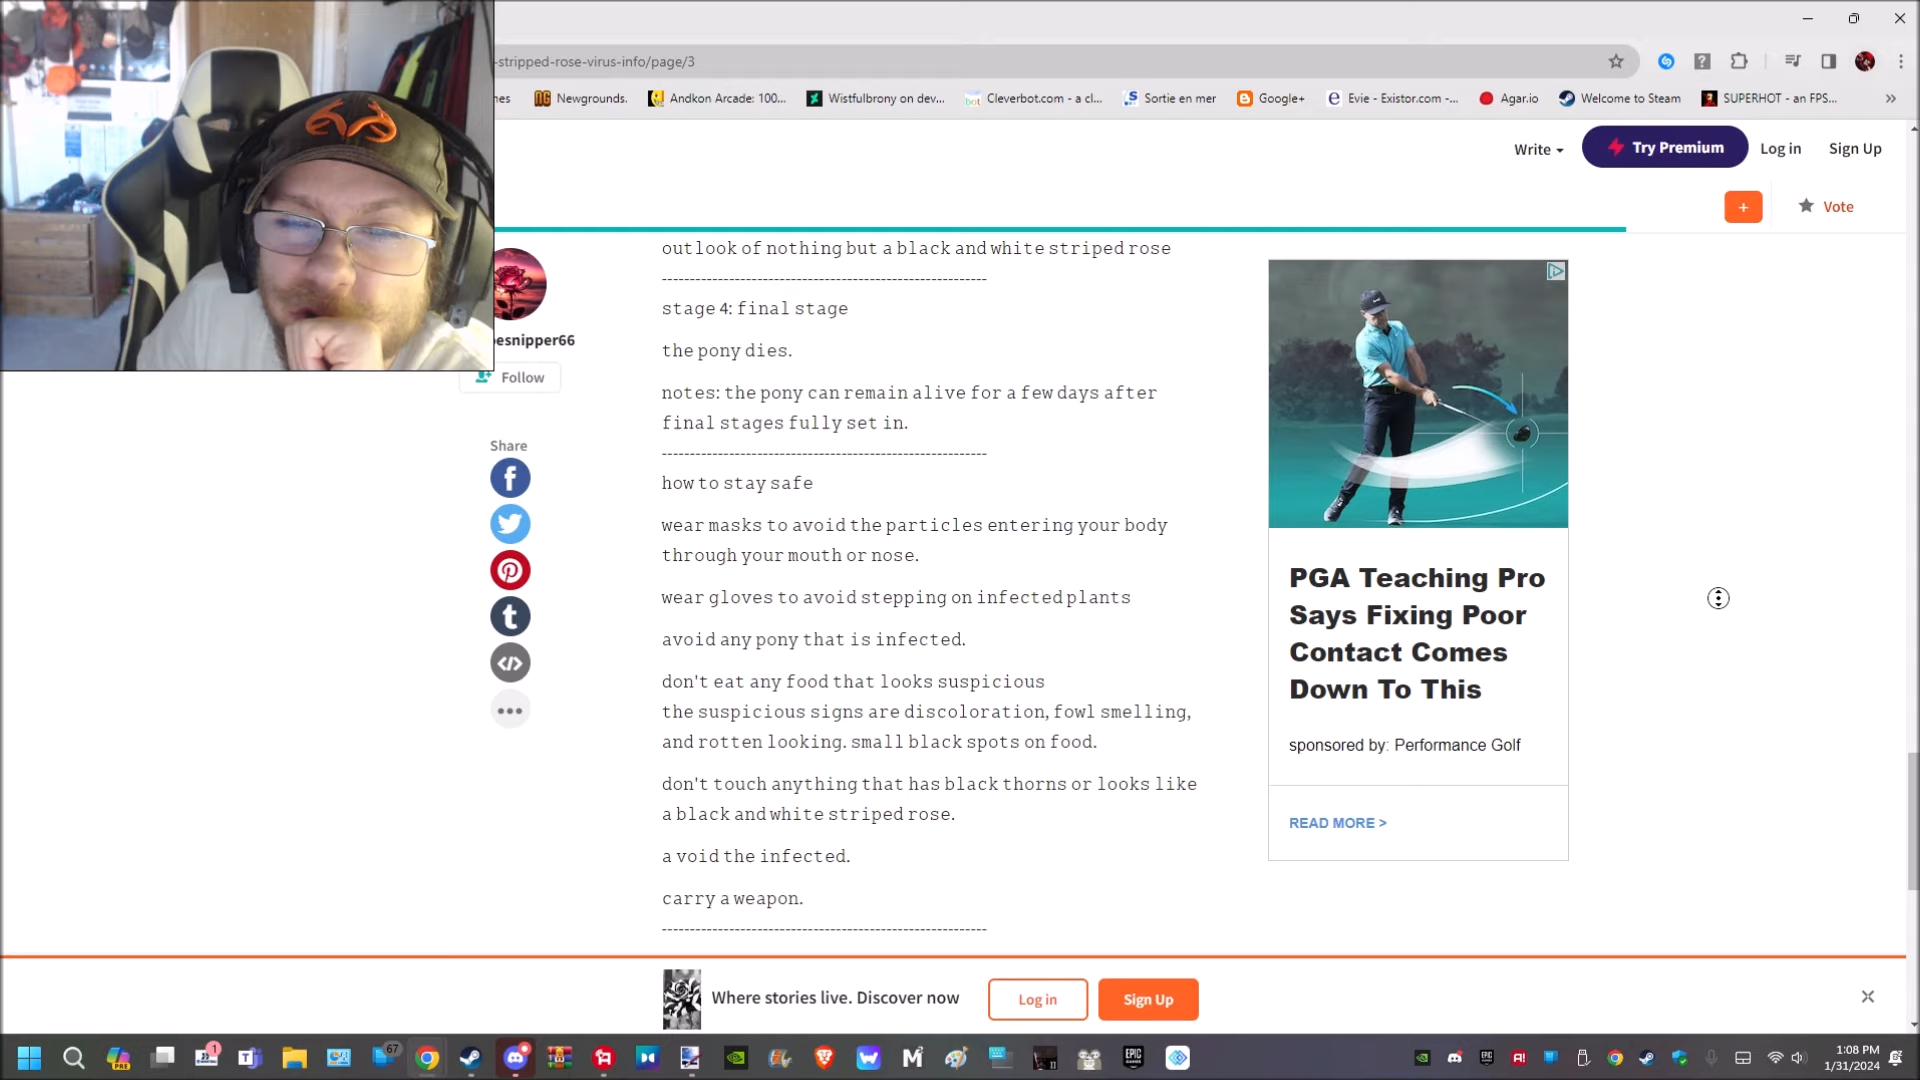 -stripped-rose-virus-info/page/3
nes
Newgrounds.
Andkon Arcade: 100...
Wistfulbrony on dev...
Cleverbot.com - a cl...
Sortie en mer
Google+
Evie - Existor.com -...
Agar.io
Welcome to Steam
SUPERHOT - an FPS...
»
Write
Try Premium
Log in
Sign Up
+
Vote
outlook of nothing but a black and white striped rose
----------------------------------------------------------
stage 4: final stage
the pony dies.
notes: the pony can remain alive for a few days after
final stages fully set in.
----------------------------------------------------------
how to stay safe
wear masks to avoid the particles entering your body
through your mouth or nose.
wear gloves to avoid stepping on infected plants
avoid any pony that is infected.
don't eat any food that looks suspicious
the suspicious signs are discoloration, fowl smelling,
and rotten looking. small black spots on food.
don't touch anything that has black thorns or looks like
a black and white striped rose.
a void the infected.
carry a weapon.
----------------------------------------------------------
esnipper66
Follow
Share
PGA Teaching Pro
Says Fixing Poor
Contact Comes
Down To This
sponsored by: Performance Golf
READ MORE >
Where stories live. Discover now
Log in
Sign Up
1
67
PRE
EPIC
GAMES
1:08 PM
1/31/2024